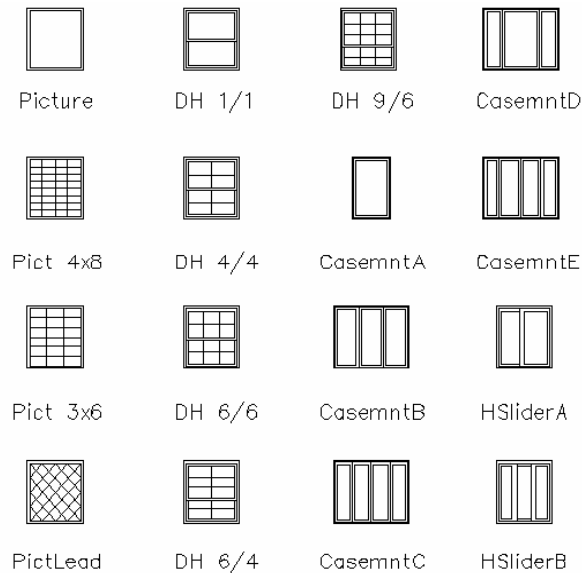 Picture DH 1/1 DH 9/6 CasemntD
Pict 4x8 DH 4/4 CasemntA CasemntE
Pict 3x6 DH 6/6 CasemntB HSliderA
PictLead DH 6/4 CasemntC HSliderB